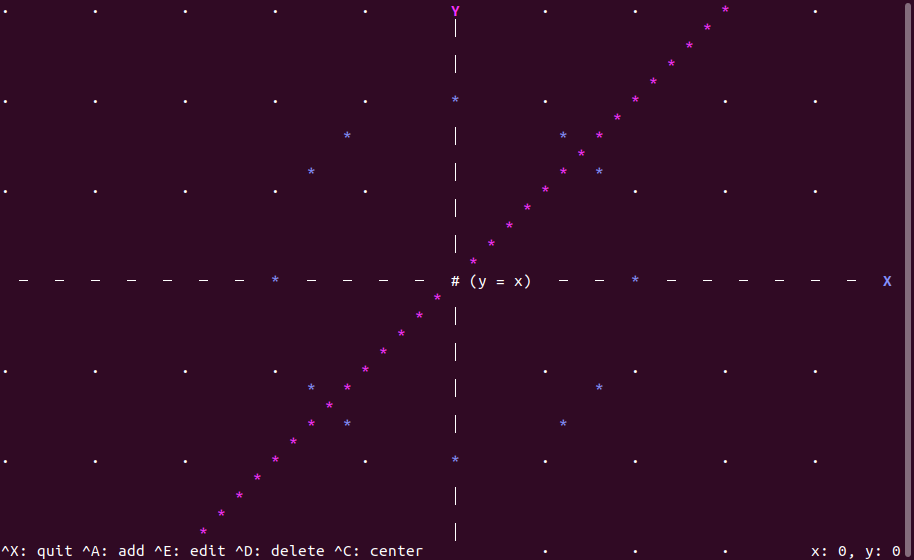 Y
# (y = x)
X
^X: quit ^A: add ^E: edit ^D: delete ^C: center
x: 0, y: 0